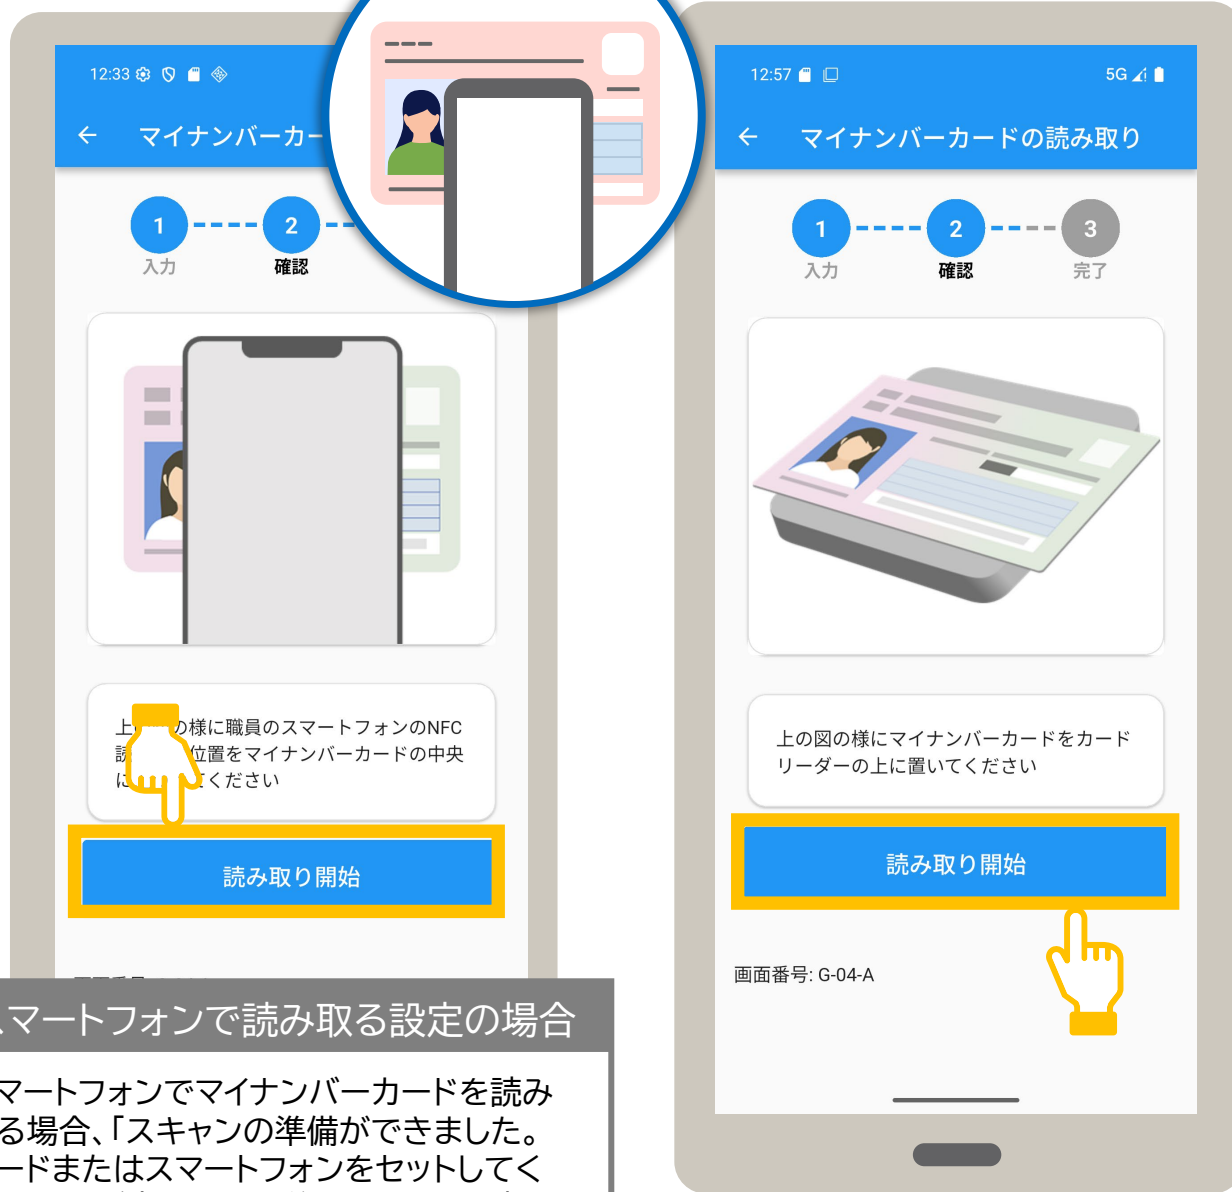 12:33
マイナンバーカー
1
2
入力
確認
の様に職員のスマートフォンのNFC
位置をマイナンバーカードの中央
ください
読み取り開始
マートフォンで読み取る設定の場合
マートフォンでマイナンバーカードを読み
る場合、「スキャンの準備ができました。
ードまたはスマートフォンをセットしてく
12:57
5G
マイナンバーカードの読み取り
1
2
3
入力
確認
完了
上の図の様にマイナンバーカードをカード
リーダーの上に置いてください
読み取り開始
画面番号: G-04-A